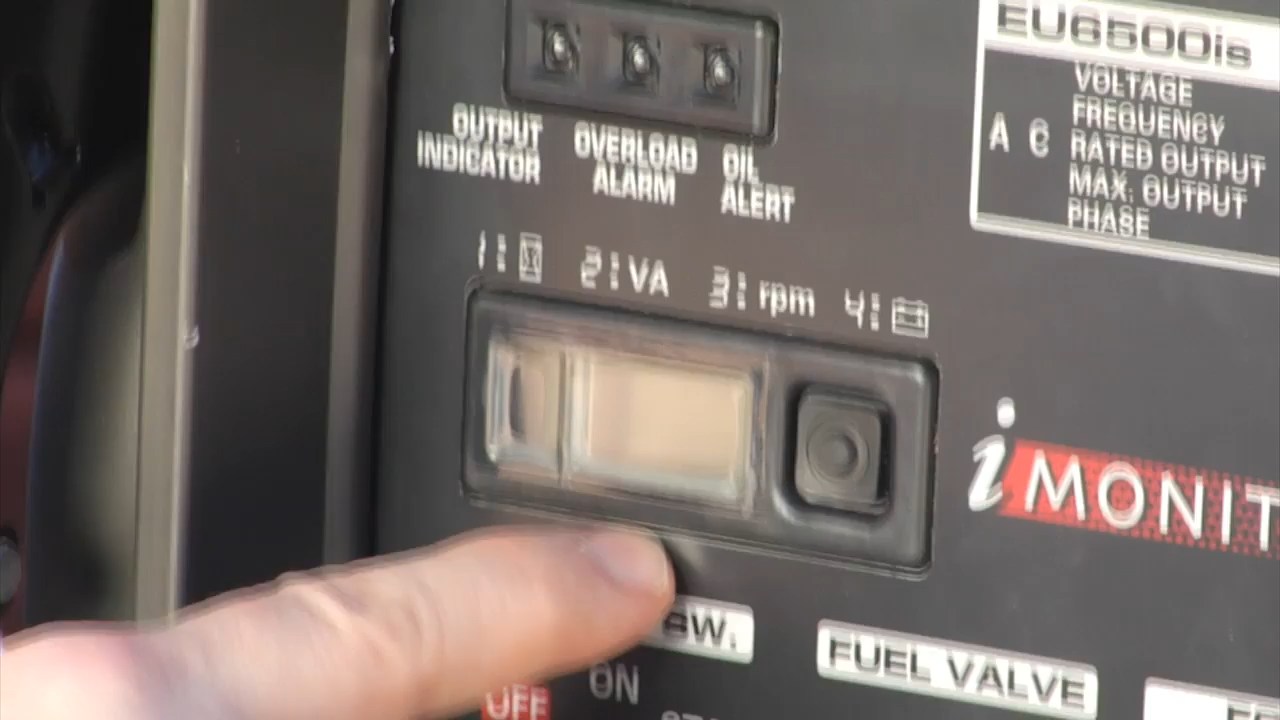 EU6500is
VOLTAGE
FREQUENCY
A C RATED OUTPUT
MAX. OUTPUT
PHASE
OUTPUT
INDICATOR
OVERLOAD
ALARM
OIL
ALERT
1: 2:VA 3:rpm 4:
i MONIT
SW.
FUEL VALVE
ON
OFF